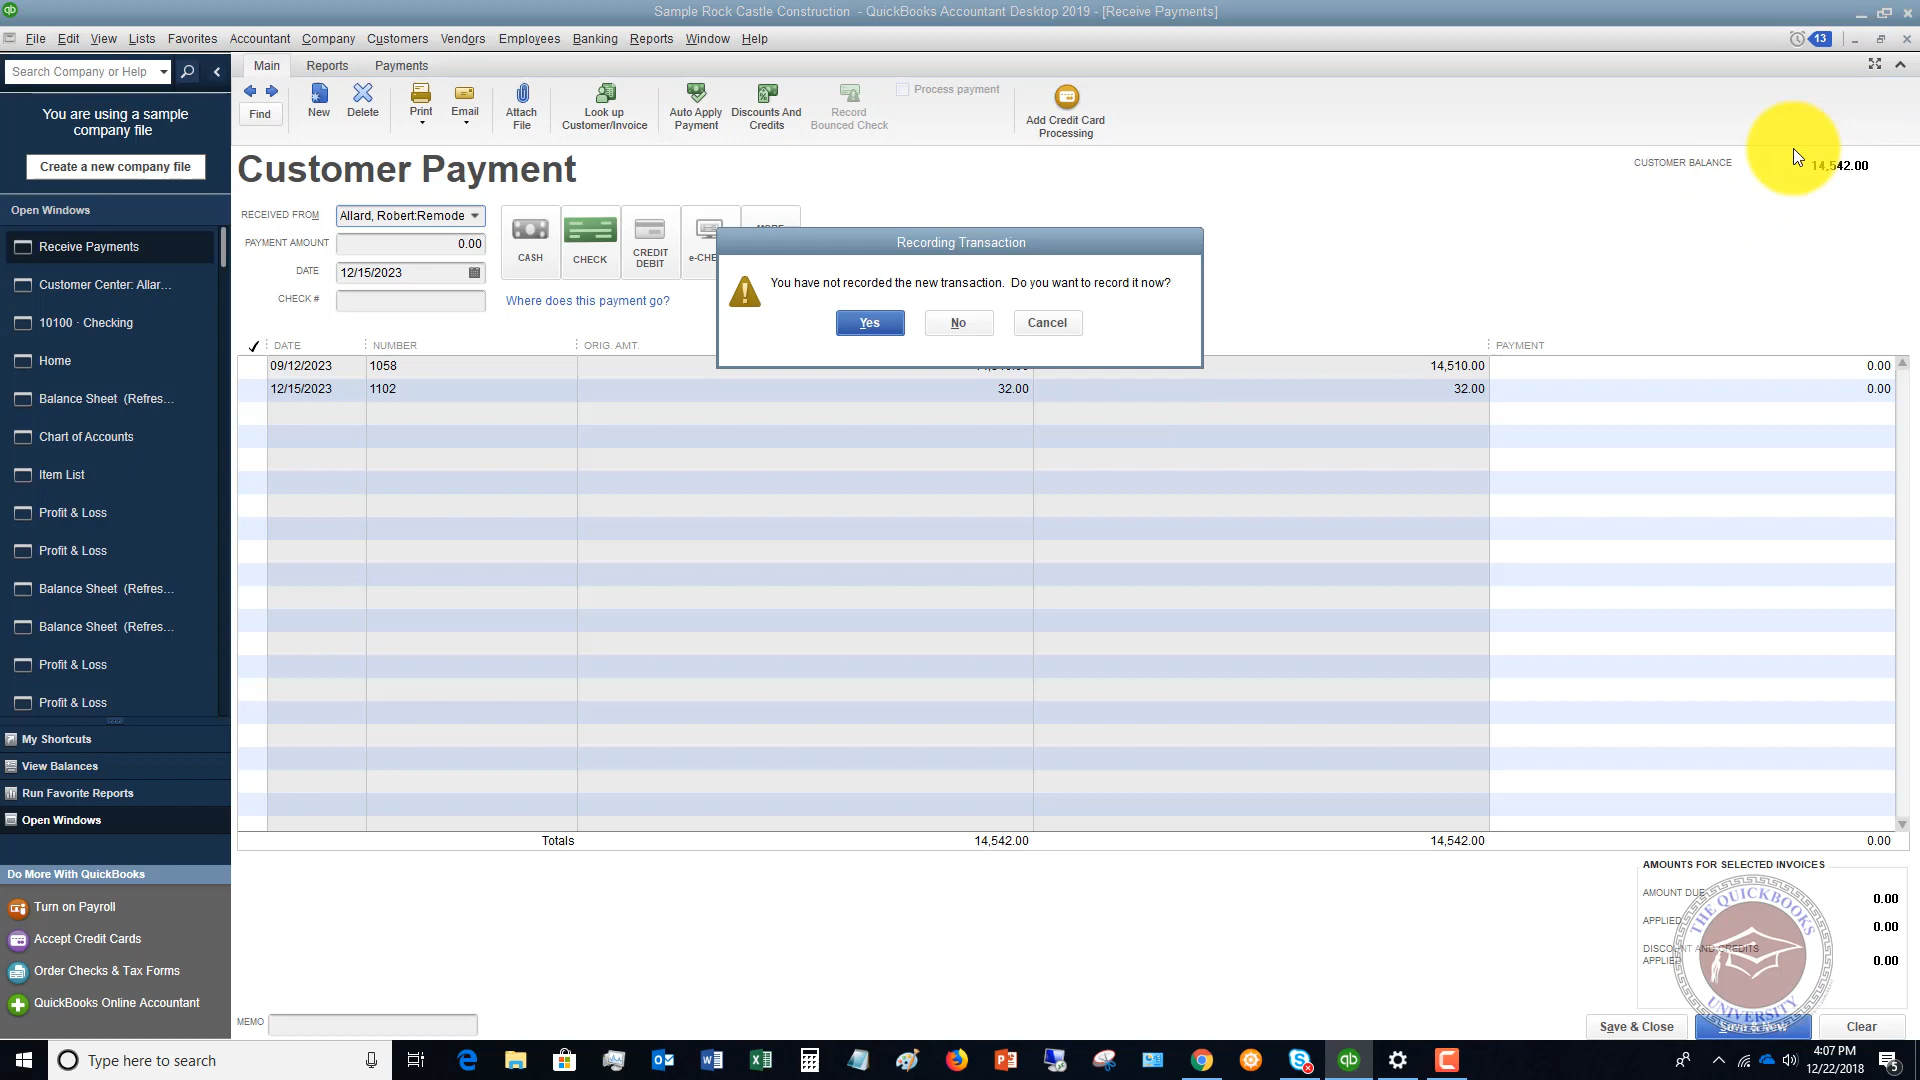 Sample Rock Castle Construction - QuickBooks Accountant Desktop 2019 - [Receive Payments]
File Edit View Lists Favorites Accountant Company Customers Vendors Employees Banking Reports Window Help
13
Search Company or Help
Main Reports Payments
You are using a sample
company file
Create a new company file
Find
New
Delete
Print
Email
Attach
File
Look up
Customer/Invoice
Auto Apply
Payment
Discounts And
Credits
Record
Bounced Check
Process payment
Add Credit Card
Processing
Customer Payment
CUSTOMER BALANCE 14,542.00
RECEIVED FROM Allard, Robert:Remode
PAYMENT AMOUNT 0.00
DATE 12/15/2023
CHECK #
CASH
CHECK
CREDIT
DEBIT
Where does this payment go?
Recording Transaction
You have not recorded the new transaction. Do you want to record it now?
Yes No Cancel
DATE NUMBER ORIG. AMT. PAYMENT
09/12/2023 1058 14,510.00 0.00
12/15/2023 1102 32.00 32.00 0.00
Totals 14,542.00 14,542.00 0.00
Open Windows
Receive Payments
Customer Center: Allar...
10100 · Checking
Home
Balance Sheet (Refres...
Chart of Accounts
Item List
Profit & Loss
Profit & Loss
Balance Sheet (Refres...
Balance Sheet (Refres...
Profit & Loss
Profit & Loss
My Shortcuts
View Balances
Run Favorite Reports
Open Windows
Do More With QuickBooks
Turn on Payroll
Accept Credit Cards
Order Checks & Tax Forms
QuickBooks Online Accountant
AMOUNTS FOR SELECTED INVOICES
AMOUNT DUE 0.00
APPLIED 0.00
DISCOUNT AND CREDITS
APPLIED 0.00
THE QUICKBOOKS
UNIVERSITY
MEMO
Save & Close Save & New Clear
Type here to search
4:07 PM
12/22/2018
5